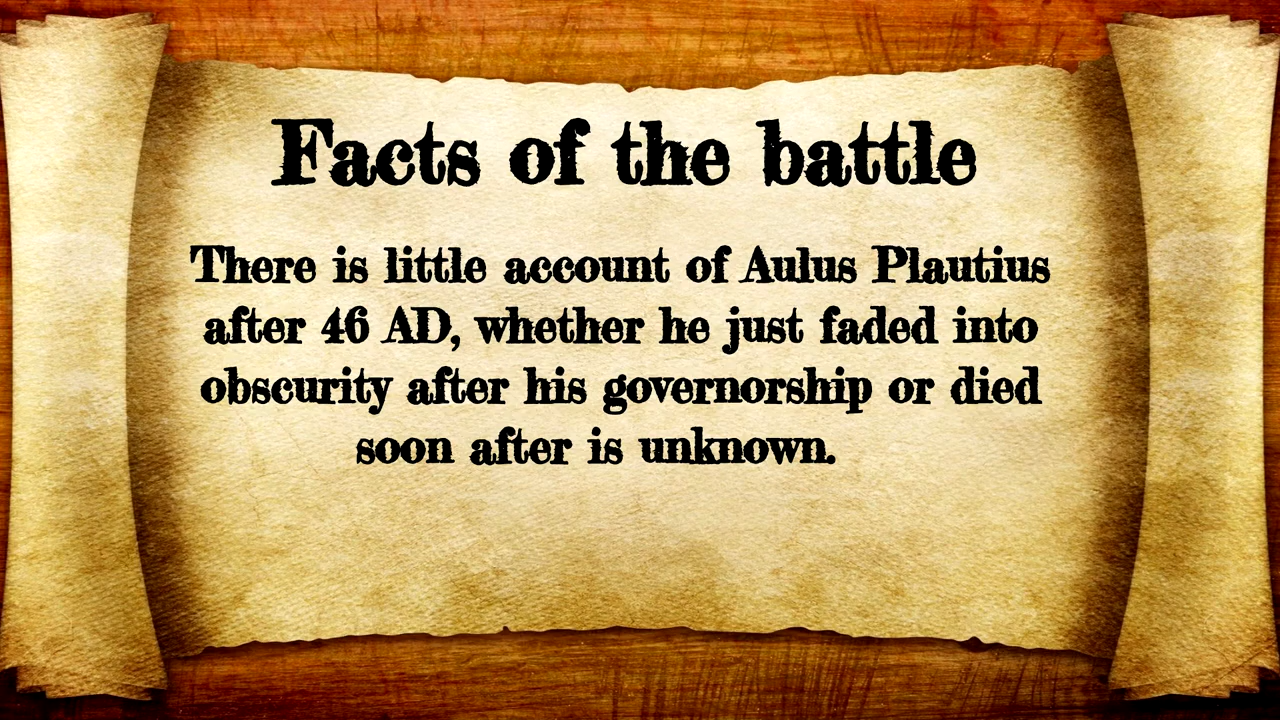 Facts of the battle
There is little account of Aulus Plautius
after 46 AD, whether he just faded into
obscurity after his governorship or died
soon after is unknown.